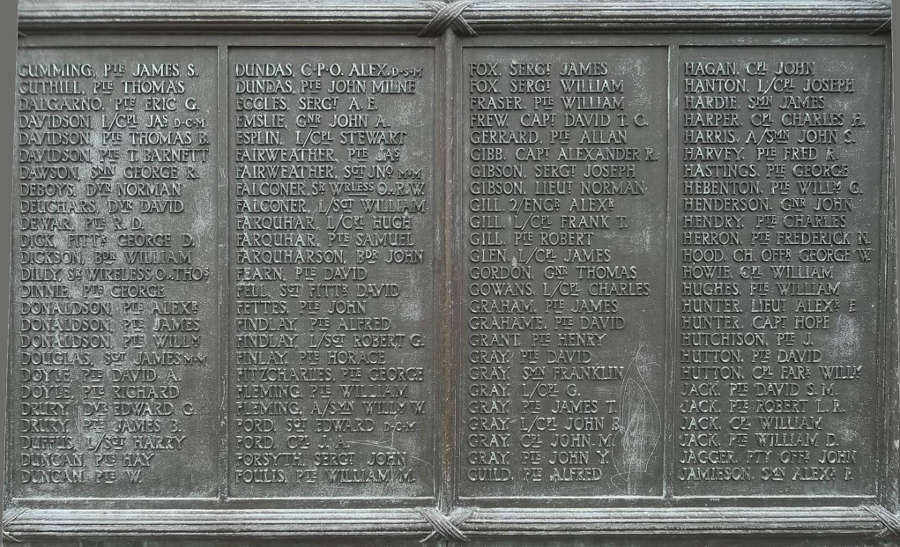 CUMMING, PTE JAMES S.
CUTHILL, PTE THOMAS
DALGARNO, PTE ERIC G.
DAVIDSON, L/CPL JAS D·C·M
DAVIDSON, PTE THOMAS B.
DAVIDSON, PTE T. BARNETT
DAWSON, SMN GEORGE R.
DEBOYS, DVR NORMAN
DEUCHARS, DVR DAVID
DEWAR, PTE R. D.
DICK, FITTR GEORGE D.
DICKSON, BDR WILLIAM
DILLY SR WIRELESS O. THOS
DINNIE, PTE GEORGE
DONALDSON, PTE ALEXR
DONALDSON, PTE JAMES
DONALDSON, PTE WILLM
DOUGLAS, SGT JAMES M·M
DOYLE, PTE DAVID A.
DOYLE, PTE RICHARD
DRURY, DVR EDWARD G.
DRURY, PTE JAMES B.
DUFFUS, L/SGT HARRY
DUNCAN, PTE HAY
DUNCAN, PTE W.
DUNDAS, C·P·O. ALEX. D·S·M
DUNDAS, PTE JOHN MILNE
ECCLES, SERGT A. E.
EMSLIE, GNR JOHN A.
ESPLIN, L/CPL STEWART
FAIRWEATHER, PTE JAS
FAIRWEATHER, SGT JNO M·M
FALCONER, SR WRLESS O., R.W.
FALCONER, L/SGT WILLIAM
FARQUHAR, L/CPL HUGH
FARQUHAR, PTE SAMUEL
FARQUHARSON, BDR JOHN
FEARN, PTE DAVID
FELL, SGT FITTR DAVID
FETTES, PTE JOHN
FINDLAY, PTE ALFRED
FINDLAY, L/SGT ROBERT G.
FINLAY, PTE HORACE
FITZCHARLES, PTE GEORGE
FLEMING, PTE WILLIAM
FLEMING, A/SMN WILLM W.
FORD, SGT EDWARD D·C·M
FORD, CPL J. A.
FORSYTH, SERGT JOHN
FOULIS, PTE WILLIAM M.
FOX, SERGT JAMES
FOX, SERGT WILLIAM
FRASER, PTE WILLIAM
FREW, CAPT DAVID T. C.
GERRARD, PTE ALLAN
GIBB, CAPT ALEXANDER R.
GIBSON, SERGT JOSEPH
GIBSON, LIEUT NORMAN
GILL, 2/ENGR ALEXR
GILL, L/CPL FRANK T.
GILL, PTE ROBERT
GLEN, L/CPL JAMES
GORDON, GNR THOMAS
GOWANS, L/CPL CHARLES
GRAHAM, PTE JAMES
GRAHAME, PTE DAVID
GRANT, PTE HENRY
GRAY, PTE DAVID
GRAY, SMN FRANKLIN
GRAY, L/CPL G.
GRAY, PTE JAMES T.
GRAY, L/CPL JOHN
GRAY, CPL JOHN. M.
GRAY, PTE JOHN Y.
GUILD, PTE ALFRED
HAGAN, CPL JOHN
HANTON, L/CPL JOSEPH
HARDIE, SMN JAMES
HARPER, CPL CHARLES H.
HARRIS, A/SMN JOHN S.
HARVEY, PTE FRED K.
HASTINGS, PTE GEORGE
HEBENTON, PTE WILLM G.
HENDERSON, GNR JOHN
HENDRY, PTE CHARLES
HERRON, PTE FREDERICK N.
HOOD, CH. OFFR GEORGE W.
HOWIE, CPL WILLIAM
HUGHES, PTE WILLIAM
HUNTER, LIEUT ALEXR F.
HUNTER, CAPT HOPE
HUTCHISON, PTE J.
HUTTON, PTE DAVID
HUTTON, CPL FARR WILLM
JACK, PTE DAVID S. M.
JACK, PTE ROBERT L. R.
JACK, CPL WILLIAM
JACK, PTE WILLIAM D.
JAGGER, PTY OFFR JOHN
JAMIESON, SMN ALEXR P.